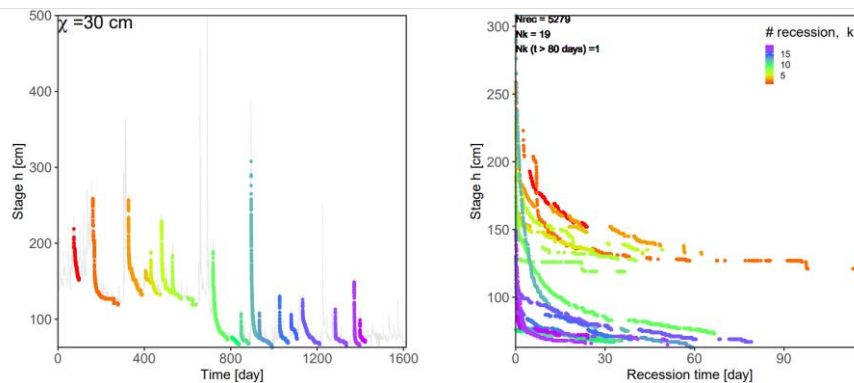 χ =30 cm
500
400
300
200
100
Stage h [cm]
0
400
800
1200
1600
Time [day]
Nrec = 5279
Nk = 19
Nk (t > 80 days) =1
# recession, k
15
10
5
300
250
200
150
100
Stage h [cm]
0
30
60
90
Recession time [day]